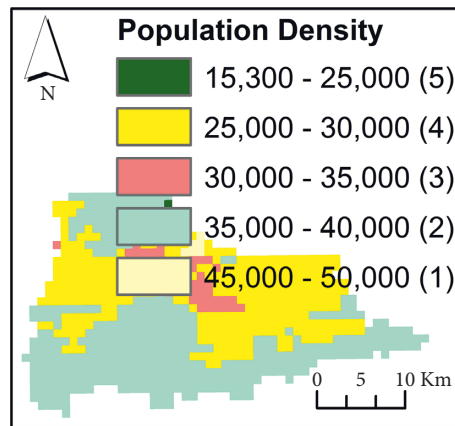 Population Density
N
15,300 - 25,000 (5)
25,000 - 30,000 (4)
30,000 - 35,000 (3)
35,000 - 40,000 (2)
45,000 - 50,000 (1)
0 5 10 Km